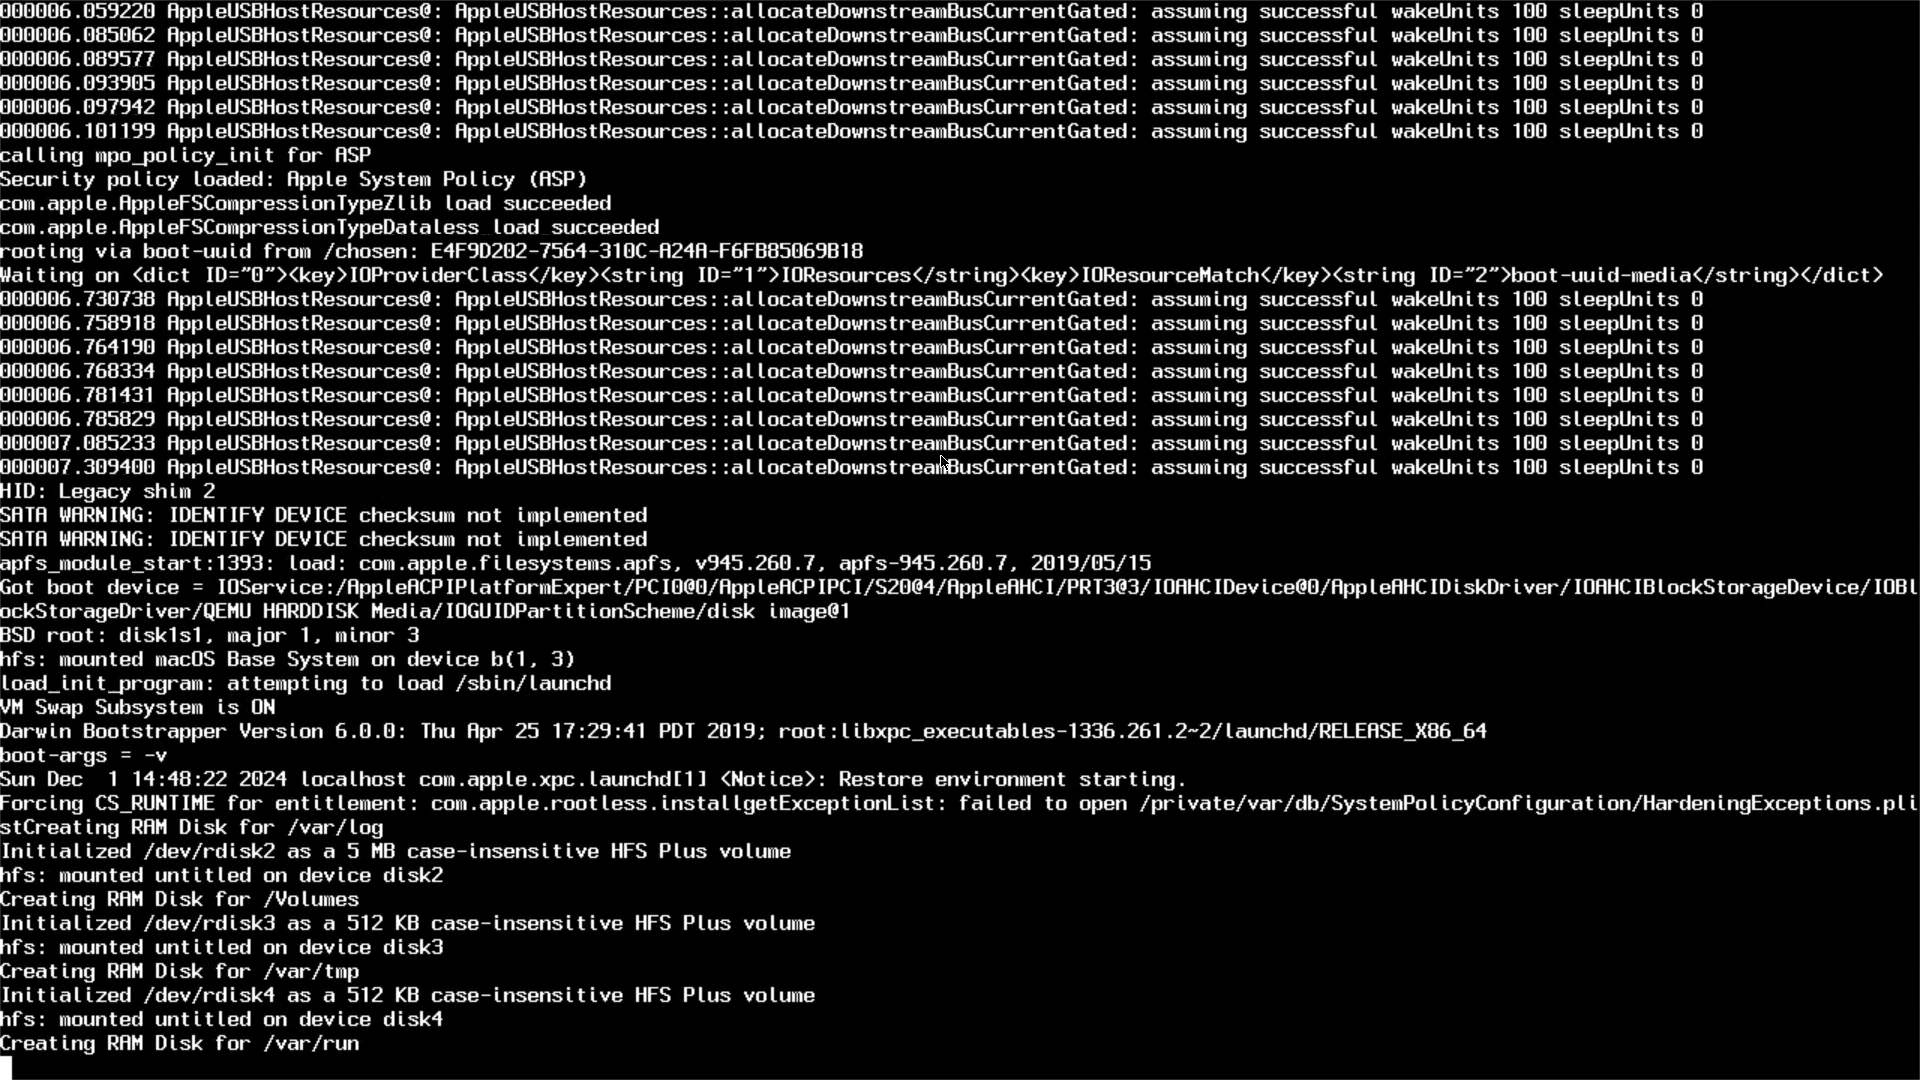 000006.059220 AppleUSBHostResources@: AppleUSBHostResources::allocateDownstreamBusCurrentGated: assuming successful wakeUnits 100 sleepUnits 0
000006.085062 AppleUSBHostResources@: AppleUSBHostResources::allocateDownstreamBusCurrentGated: assuming successful wakeUnits 100 sleepUnits 0
000006.089577 AppleUSBHostResources@: AppleUSBHostResources::allocateDownstreamBusCurrentGated: assuming successful wakeUnits 100 sleepUnits 0
000006.093905 AppleUSBHostResources@: AppleUSBHostResources::allocateDownstreamBusCurrentGated: assuming successful wakeUnits 100 sleepUnits 0
000006.097942 AppleUSBHostResources@: AppleUSBHostResources::allocateDownstreamBusCurrentGated: assuming successful wakeUnits 100 sleepUnits 0
000006.101199 AppleUSBHostResources@: AppleUSBHostResources::allocateDownstreamBusCurrentGated: assuming successful wakeUnits 100 sleepUnits 0
calling mpo_policy_init for ASP
Security policy loaded: Apple System Policy (ASP)
com.apple.AppleFSCompressionTypeZlib load succeeded
com.apple.AppleFSCompressionTypeDataless load succeeded
rooting via boot-uuid from /chosen: E4F9D202-7564-310C-A24A-F6FB85069B18
Waiting on <dict ID="0"><key>IOProviderClass</key><string ID="1">IOResources</string><key>IOResourceMatch</key><string ID="2">boot-uuid-media</string></dict>
000006.730738 AppleUSBHostResources@: AppleUSBHostResources::allocateDownstreamBusCurrentGated: assuming successful wakeUnits 100 sleepUnits 0
000006.758918 AppleUSBHostResources@: AppleUSBHostResources::allocateDownstreamBusCurrentGated: assuming successful wakeUnits 100 sleepUnits 0
000006.764190 AppleUSBHostResources@: AppleUSBHostResources::allocateDownstreamBusCurrentGated: assuming successful wakeUnits 100 sleepUnits 0
000006.768334 AppleUSBHostResources@: AppleUSBHostResources::allocateDownstreamBusCurrentGated: assuming successful wakeUnits 100 sleepUnits 0
000006.781431 AppleUSBHostResources@: AppleUSBHostResources::allocateDownstreamBusCurrentGated: assuming successful wakeUnits 100 sleepUnits 0
000006.785829 AppleUSBHostResources@: AppleUSBHostResources::allocateDownstreamBusCurrentGated: assuming successful wakeUnits 100 sleepUnits 0
000007.085233 AppleUSBHostResources@: AppleUSBHostResources::allocateDownstreamBusCurrentGated: assuming successful wakeUnits 100 sleepUnits 0
000007.309400 AppleUSBHostResources@: AppleUSBHostResources::allocateDownstreamBusCurrentGated: assuming successful wakeUnits 100 sleepUnits 0
HID: Legacy shim 2
SATA WARNING: IDENTIFY DEVICE checksum not implemented
SATA WARNING: IDENTIFY DEVICE checksum not implemented
apfs_module_start:1393: load: com.apple.filesystems.apfs, v945.260.7, apfs-945.260.7, 2019/05/15
Got boot device = IOService:/AppleACPIPlatformExpert/PCI0@0/AppleACPIPCI/S20@4/AppleAHCI/PRT3@3/IOAHCIDevice@0/AppleAHCIDiskDriver/IOAHCIBlockStorageDevice/IOBl
ockStorageDriver/QEMU HARDDISK Media/IOGUIDPartitionScheme/disk image@1
BSD root: disk1s1, major 1, minor 3
hfs: mounted macOS Base System on device b(1, 3)
load_init_program: attempting to load /sbin/launchd
VM Swap Subsystem is ON
Darwin Bootstrapper Version 6.0.0: Thu Apr 25 17:29:41 PDT 2019; root:libxpc_executables-1336.261.2~2/launchd/RELEASE_X86_64
boot-args = -v
Sun Dec  1 14:48:22 2024 localhost com.apple.xpc.launchd[1] <Notice>: Restore environment starting.
Forcing CS_RUNTIME for entitlement: com.apple.rootless.installgetExceptionList: failed to open /private/var/db/SystemPolicyConfiguration/HardeningExceptions.pli
stCreating RAM Disk for /var/log
Initialized /dev/rdisk2 as a 5 MB case-insensitive HFS Plus volume
hfs: mounted untitled on device disk2
Creating RAM Disk for /Volumes
Initialized /dev/rdisk3 as a 512 KB case-insensitive HFS Plus volume
hfs: mounted untitled on device disk3
Creating RAM Disk for /var/tmp
Initialized /dev/rdisk4 as a 512 KB case-insensitive HFS Plus volume
hfs: mounted untitled on device disk4
Creating RAM Disk for /var/run